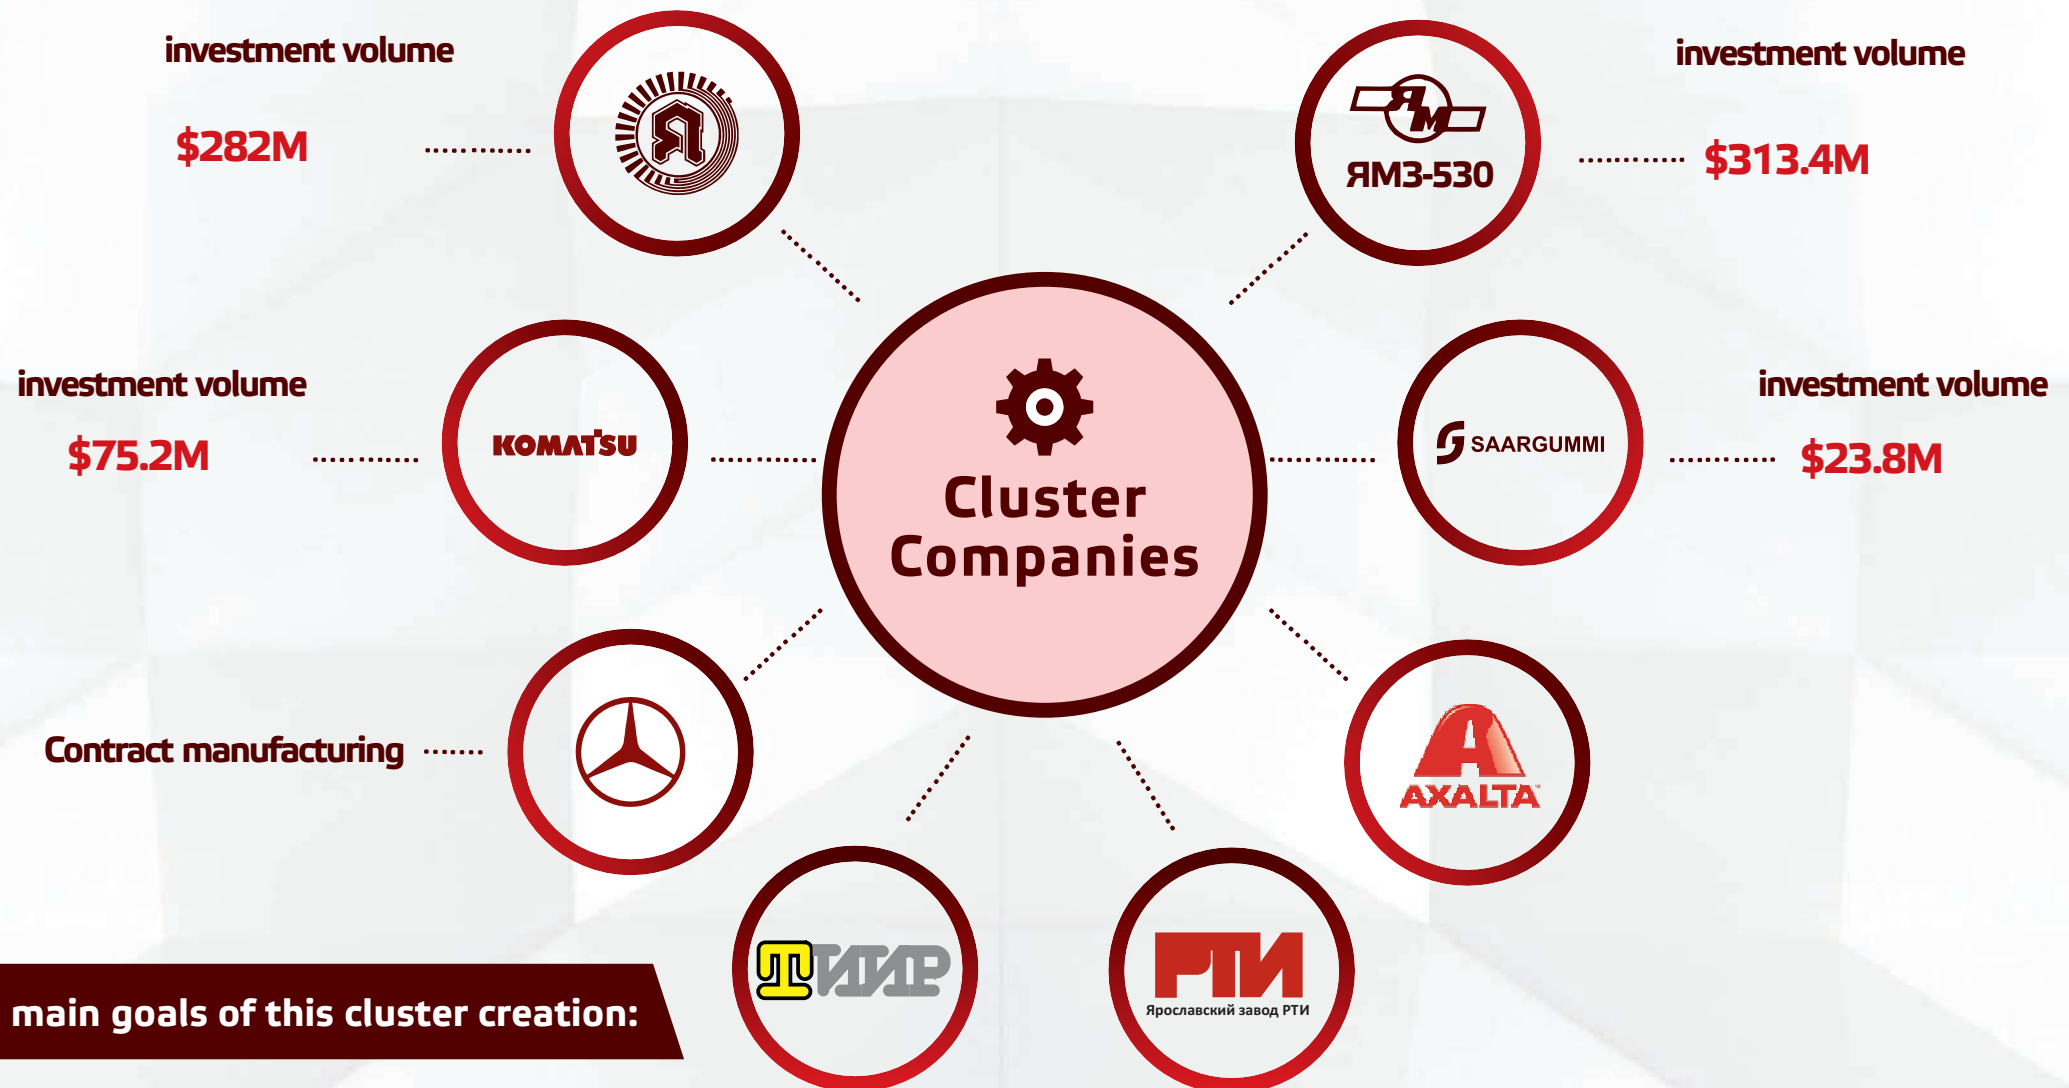 investment volume
$282M
Я
ЯМ
ЯМЗ-530
investment volume
$313.4M
investment volume
$75.2M
KOMATSU
Cluster
Companies
SAARGUMMI
investment volume
$23.8M
Contract manufacturing
AXALTA
ТИИР
РТИ
Ярославский завод РТИ
main goals of this cluster creation: